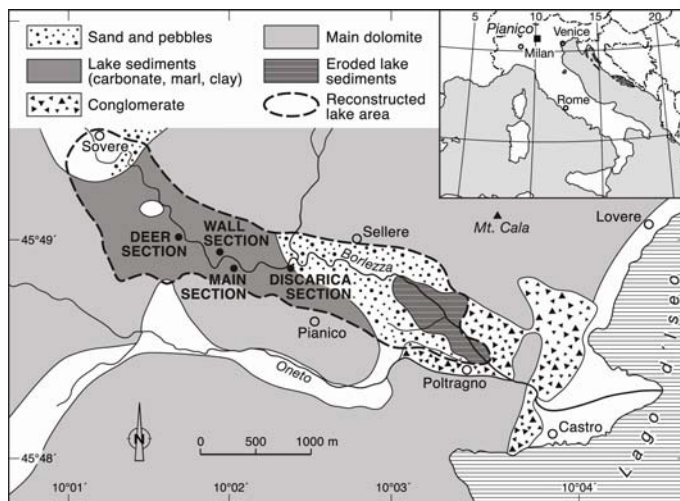 Sand and pebbles
Lake sediments
(carbonate, marl, clay)
Conglomerate
Main dolomite
Eroded lake
sediments
Reconstructed
lake area
5
10
15
20
Pianico
Venice
Milan
Rome
4
4
Sovere
Mt. Cala
Lovere
Sellere
45°49
DEER
SECTION
WALL
SECTION
Borlezza
MAIN
SECTION
DISCARICA
SECTION
Pianico
Oneto
Poltragno
Lago d'Iseo
Castro
N
0 500 1000 m
45°48
10°01
10°02
10°03
10°04